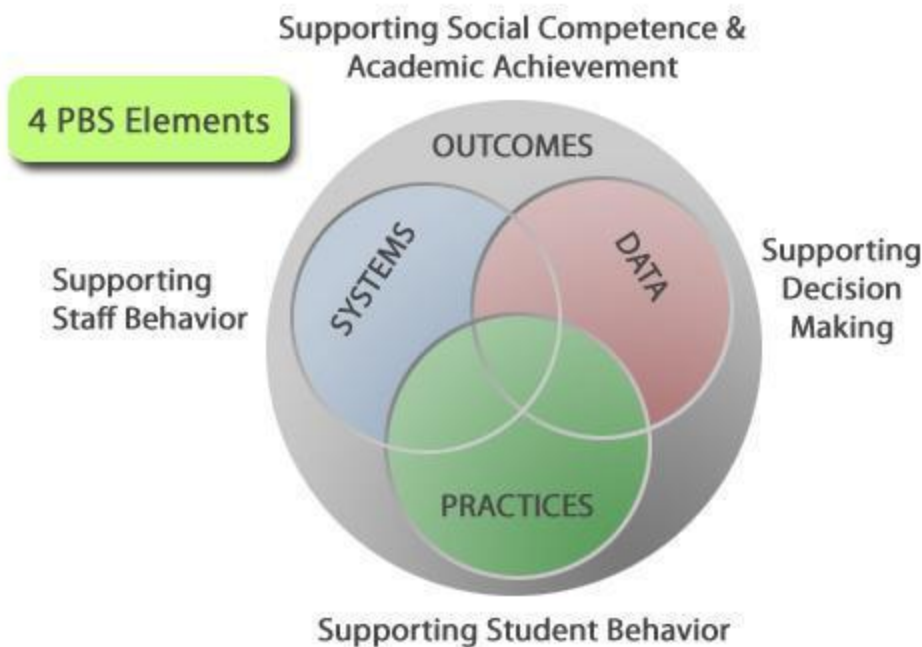 Supporting Social Competence &
Academic Achievement
4 PBS Elements
OUTCOMES
SYSTEMS
DATA
Supporting
Staff Behavior
Supporting
Decision
Making
PRACTICES
Supporting Student Behavior